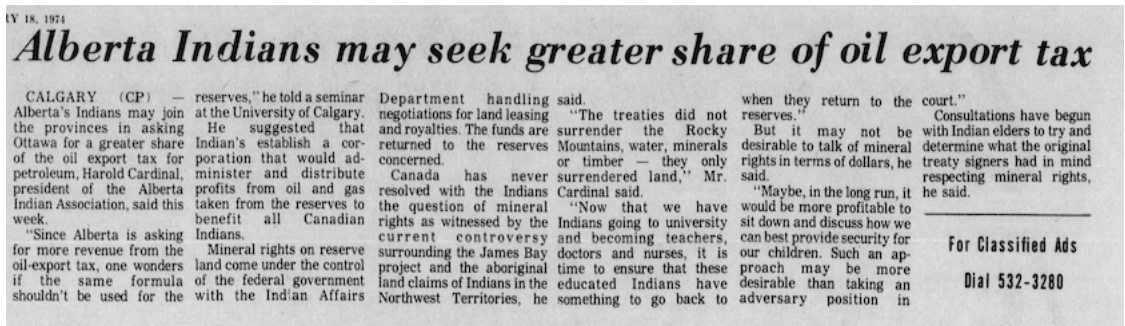 RY 18, 1974
Alberta Indians may seek greater share of oil export tax
CALGARY (CP) —
Alberta's Indians may join
the provinces in asking
Ottawa for a greater share
of the oil export tax for
petroleum, Harold Cardinal,
president of the Alberta
Indian Association, said this
week.
"Since Alberta is asking
for more revenue from the
oil-export tax, one wonders
if the same formula
shouldn't be used for the
reserves," he told a seminar
at the University of Calgary.
He suggested that
Indian's establish a cor-
poration that would ad-
minister and distribute
profits from oil and gas
taken from the reserves to
benefit all Canadian
Indians.
Mineral rights on reserve
land come under the control
of the federal government
with the Indian Affairs
Department handling
negotiations for land leasing
and royalties. The funds are
returned to the reserves
concerned.
Canada has never
resolved with the Indians
the question of mineral
rights as witnessed by the
current controversy
surrounding the James Bay
project and the aboriginal
land claims of Indians in the
Northwest Territories, he
said.
"The treaties did not
surrender the Rocky
Mountains, water, minerals
or timber — they only
surrendered land," Mr.
Cardinal said.
"Now that we have
Indians going to university
and becoming teachers,
doctors and nurses, it is
time to ensure that these
educated Indians have
something to go back to
when they return to the
reserves."
But it may not be
desirable to talk of mineral
rights in terms of dollars, he
said.
"Maybe, in the long run, it
would be more profitable to
sit down and discuss how we
can best provide security for
our children. Such an ap-
proach may be more
desirable than taking an
adversary position in
court."
Consultations have begun
with Indian elders to try and
determine what the original
treaty signers had in mind
respecting mineral rights,
he said.
For Classified Ads
Dial 532-3280